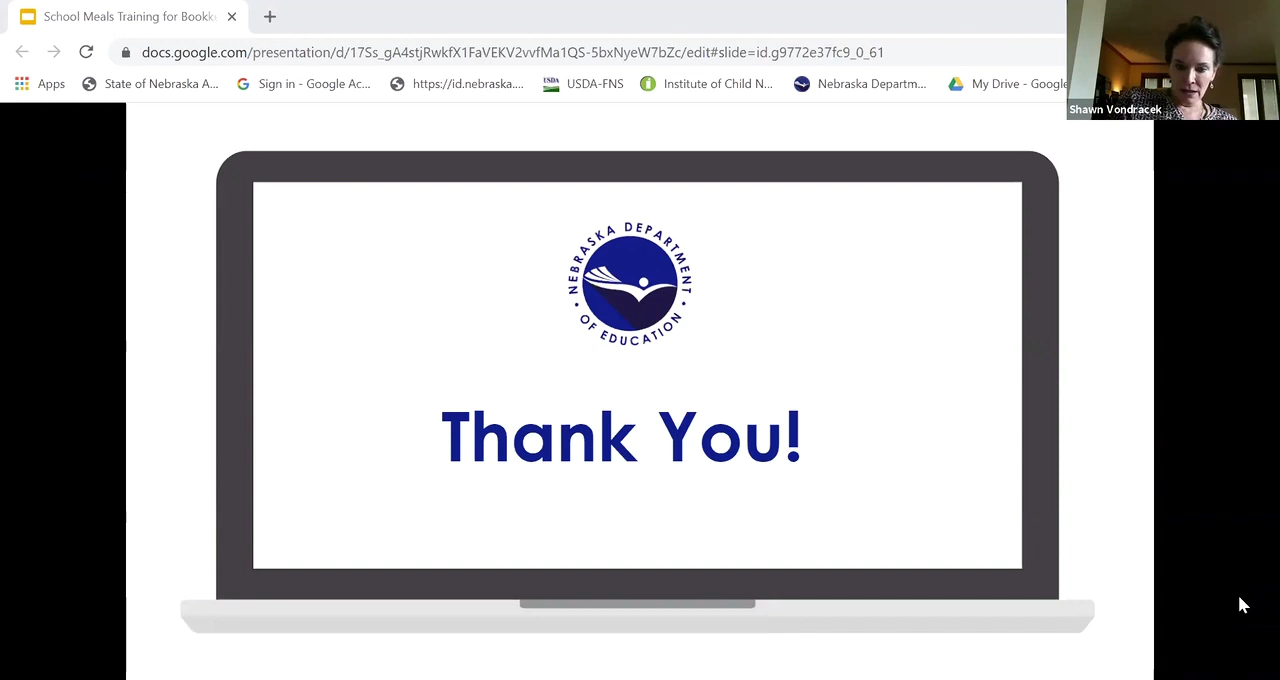 School Meals Training for Bookke
docs.google.com/presentation/d/17Ss_gA4stjRwkfX1FaVEKV2vvfMa1QS-5bxNyeW7bZc/edit#slide=id.g9772e37fc9_0_61
Apps State of Nebraska A... Sign in - Google Ac... https://id.nebraska.... USDA USDA-FNS Institute of Child N... Nebraska Departm... My Drive - Google
Shawn Vondracek
NEBRASKA DEPARTMENT
• OF EDUCATION •
Thank You!